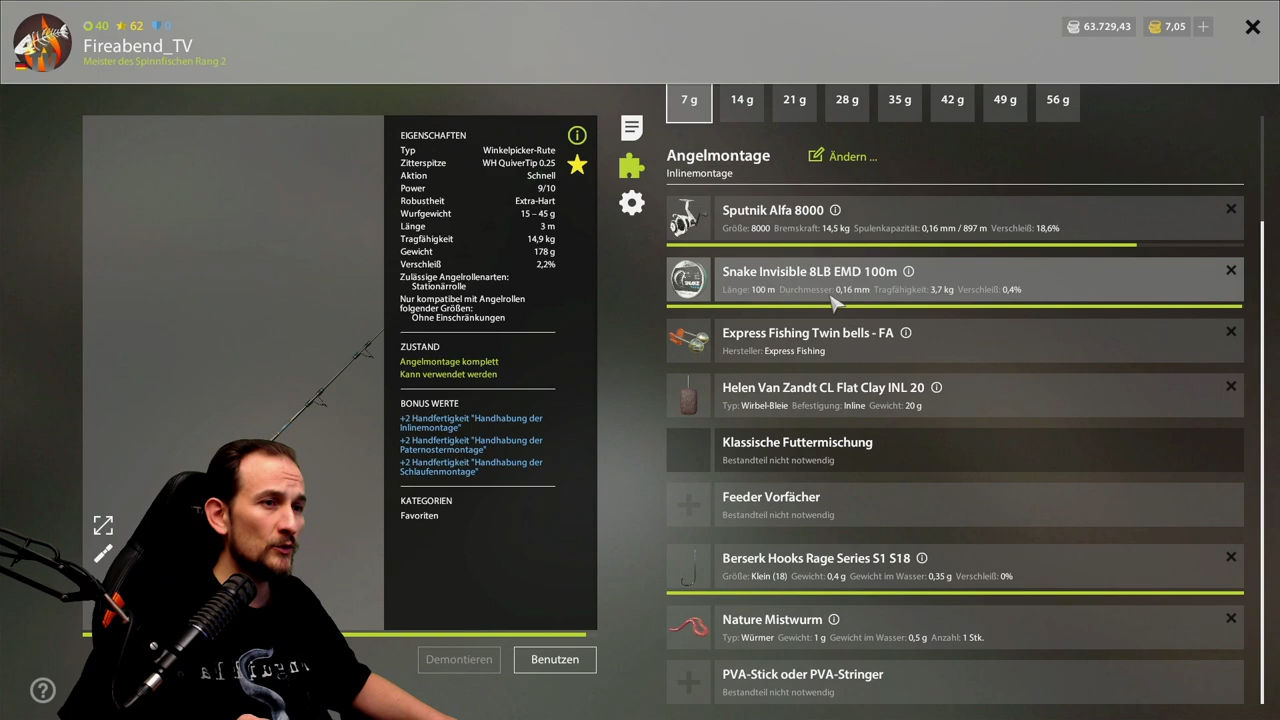 40 62 0
Fireabend_TV
Meister des Spinnfischen Rang 2
63.729,43 7,05
EIGENSCHAFTEN
Typ Winkelpicker-Rute
Zitterspitze WH QuiverTip 0.25
Aktion Schnell
Power 9/10
Robustheit Extra-Hart
Wurfgewicht 15 – 45 g
Länge 3 m
Tragfähigkeit 14,9 kg
Gewicht 178 g
Verschleiß 2,2%
Zulässige Angelrollenarten:
Stationärrolle
Nur kompatibel mit Angelrollen
folgender Größen:
Ohne Einschränkungen
ZUSTAND
Angelmontage komplett
Kann verwendet werden
BONUS WERTE
+2 Handfertigkeit "Handhabung der
Inlinemontage"
+2 Handfertigkeit "Handhabung der
Paternostermontage"
+2 Handfertigkeit "Handhabung der
Schlaufenmontage"
KATEGORIEN
Favoriten
Demontieren Benutzen
7 g 14 g 21 g 28 g 35 g 42 g 49 g 56 g
Angelmontage Ändern ...
Inlinemontage
Sputnik Alfa 8000
Größe: 8000 Bremskraft: 14,5 kg Spulenkapazität: 0,16 mm / 897 m Verschleiß: 18,6%
Snake Invisible 8LB EMD 100m
Länge: 100 m Durchmesser: 0,16 mm Tragfähigkeit: 3,7 kg Verschleiß: 0,4%
Express Fishing Twin bells - FA
Hersteller: Express Fishing
Helen Van Zandt CL Flat Clay INL 20
Typ: Wirbel-Bleie Befestigung: Inline Gewicht: 20 g
Klassische Futtermischung
Bestandteil nicht notwendig
Feeder Vorfächer
Bestandteil nicht notwendig
Berserk Hooks Rage Series S1 S18
Größe: Klein (18) Gewicht: 0,4 g Gewicht im Wasser: 0,35 g Verschleiß: 0%
Nature Mistwurm
Typ: Würmer Gewicht: 1 g Gewicht im Wasser: 0,5 g Anzahl: 1 Stk.
PVA-Stick oder PVA-Stringer
Bestandteil nicht notwendig